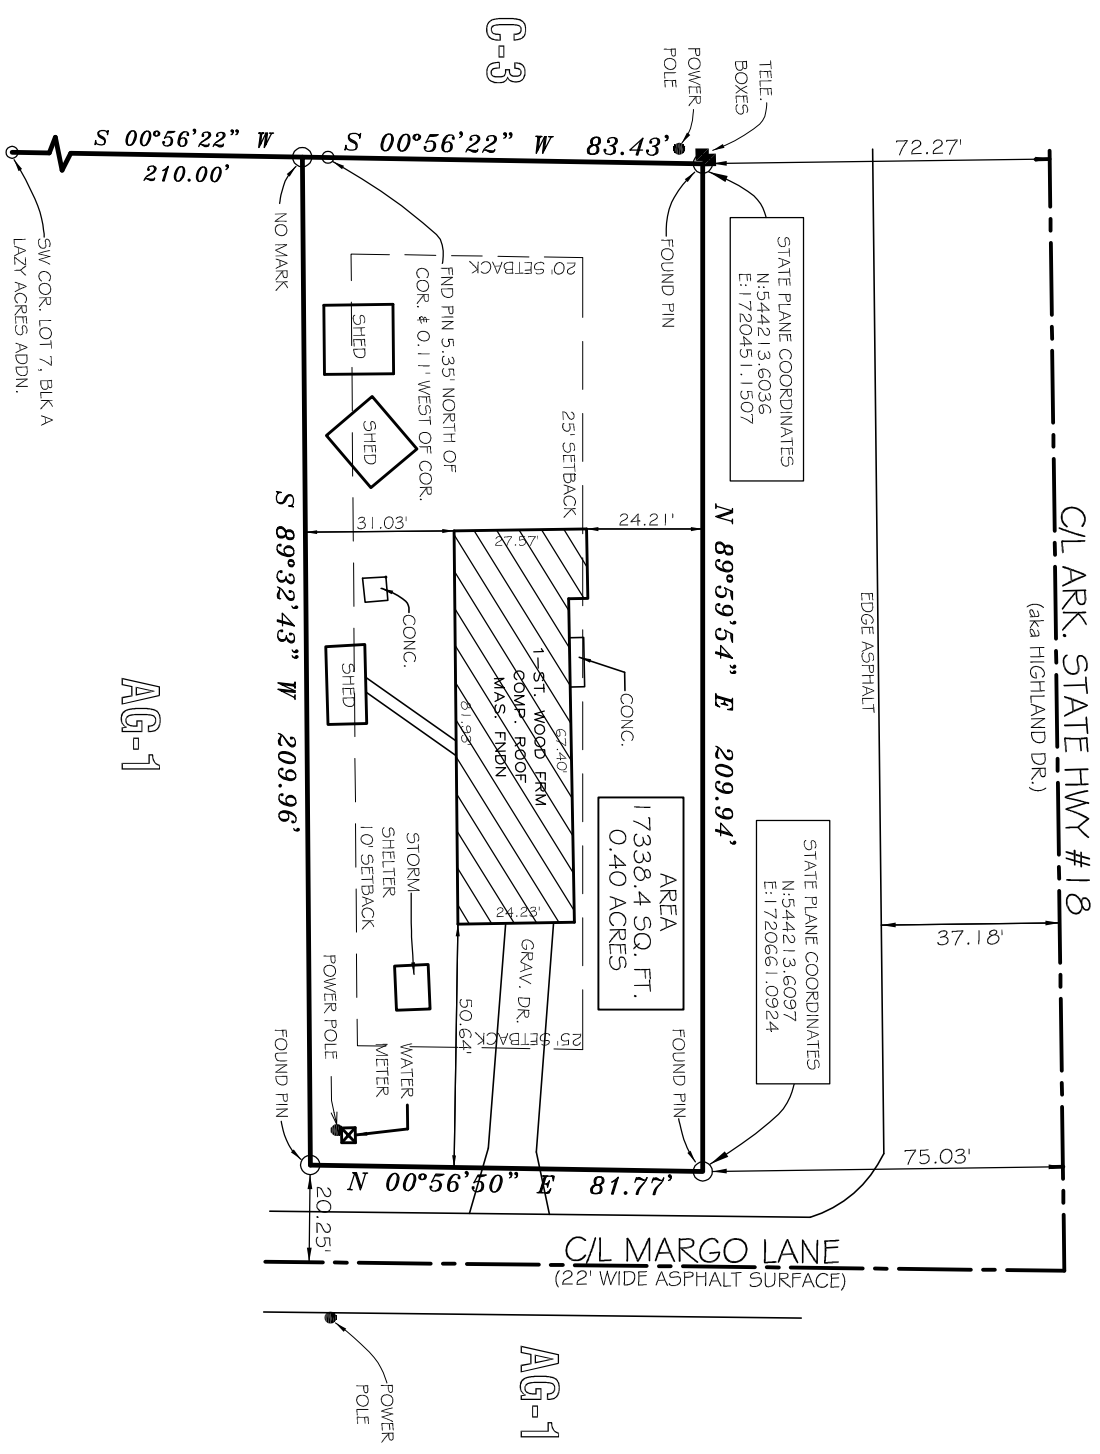 C/L ARK. STATE HWY #18
(aka HIGHLAND DR.)
72.27'
37.18'
75.03'
EDGE ASPHALT
TELE.
BOXES
POWER
POLE
C-3
STATE PLANE COORDINATES
N:544213.6036
E:1720451.1507
STATE PLANE COORDINATES
N:544213.6097
E:1720661.0924
N 89°59'54" E 209.94'
FOUND PIN
FOUND PIN
S 00°56'22" W 83.43'
S 00°56'22" W
210.00'
AREA
17338.4 SQ. FT.
0.40 ACRES
20' SETBACK
25' SETBACK
25' SETBACK
10' SETBACK
24.21'
27.57'
31.03'
CONC.
67.40'
1-ST. WOOD FRM
COMP. ROOF
MAS. FNDN
81.93'
24.23'
GRAV. DR.
50.64'
FND PIN 5.35' NORTH OF
COR. & 0.11' WEST OF COR.
SHED
SHED
CONC.
SHED
STORM
SHELTER
WATER
METER
POWER POLE
NO MARK
FOUND PIN
S 89°32'43" W 209.96'
N 00°56'50" E 81.77'
20.25'
C/L MARGO LANE
(22' WIDE ASPHALT SURFACE)
SW COR. LOT 7, BLK A
LAZY ACRES ADDN.
AG-1
AG-1
POWER
POLE